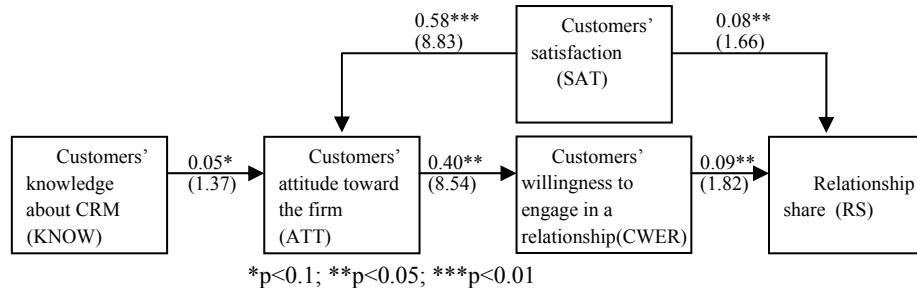 0.58***
(8.83)
Customers'
satisfaction
(SAT)
0.08**
(1.66)
Customers'
knowledge
about CRM
(KNOW)
0.05*
(1.37)
Customers'
attitude toward
the firm
(ATT)
0.40**
(8.54)
Customers'
willingness to
engage in a
relationship(CWER)
0.09**
(1.82)
Relationship
share (RS)
*p<0.1; **p<0.05; ***p<0.01